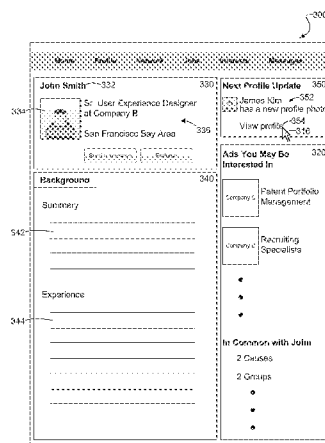 300
Home Profile Network Jobs Interests Messages
John Smith 332 330
334
Sr. User Experience Designer
at Company R
336
San Francisco Bay Area
Next Profile Update 350
James Kim 352
has a new profile photo
View profile 354
316
Background 340
Summary
342
Experience
344
Ads You May Be 320
Interested In
Patent Portfolio
Management
Recruiting
Specialists
In Common with John
2 Causes
2 Groups